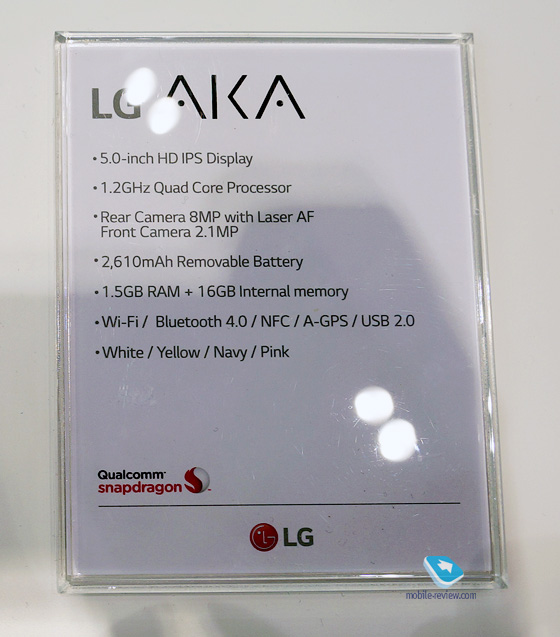 LG AKA
• 5.0-inch HD IPS Display
• 1.2GHz Quad Core Processor
• Rear Camera 8MP with Laser AF
Front Camera 2.1MP
• 2,610mAh Removable Battery
• 1.5GB RAM + 16GB Internal memory
• Wi-Fi / Bluetooth 4.0 / NFC / A-GPS / USB 2.0
• White / Yellow / Navy / Pink
Qualcomm
snapdragon
LG
mobile-review.com